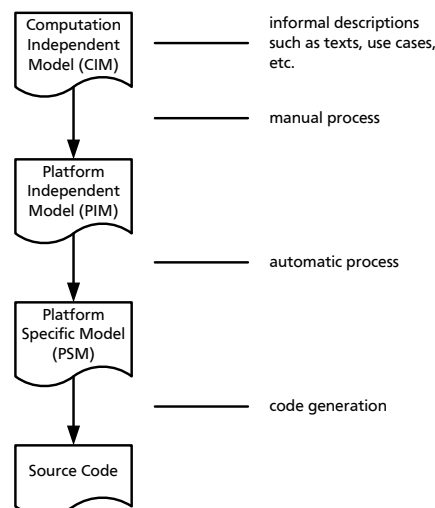 Computation
Independent
Model (CIM)
informal descriptions
such as texts, use cases,
etc.
manual process
Platform
Independent
Model (PIM)
automatic process
Platform
Specific Model
(PSM)
code generation
Source Code